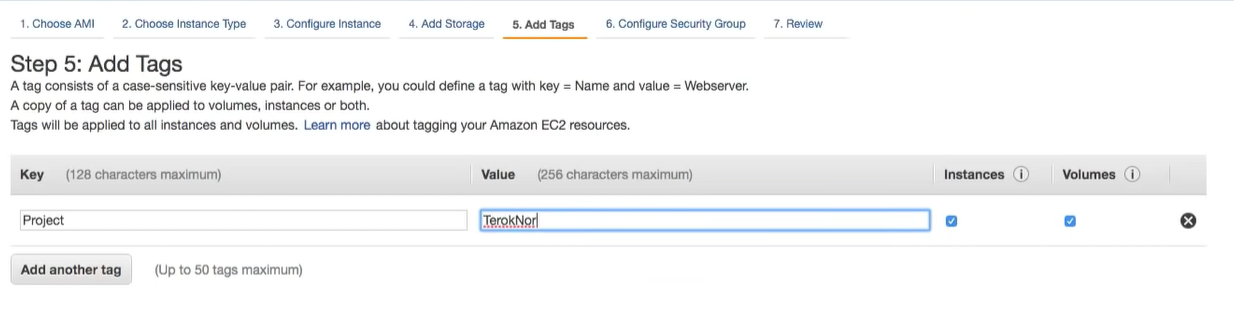 1. Choose AMI 2. Choose Instance Type 3. Configure Instance 4. Add Storage 5. Add Tags 6. Configure Security Group 7. Review
Step 5: Add Tags
A tag consists of a case-sensitive key-value pair. For example, you could define a tag with key = Name and value = Webserver.
A copy of a tag can be applied to volumes, instances or both.
Tags will be applied to all instances and volumes. Learn more about tagging your Amazon EC2 resources.
Key (128 characters maximum) Value (256 characters maximum) Instances i Volumes i
Project TerokNor
Add another tag (Up to 50 tags maximum)